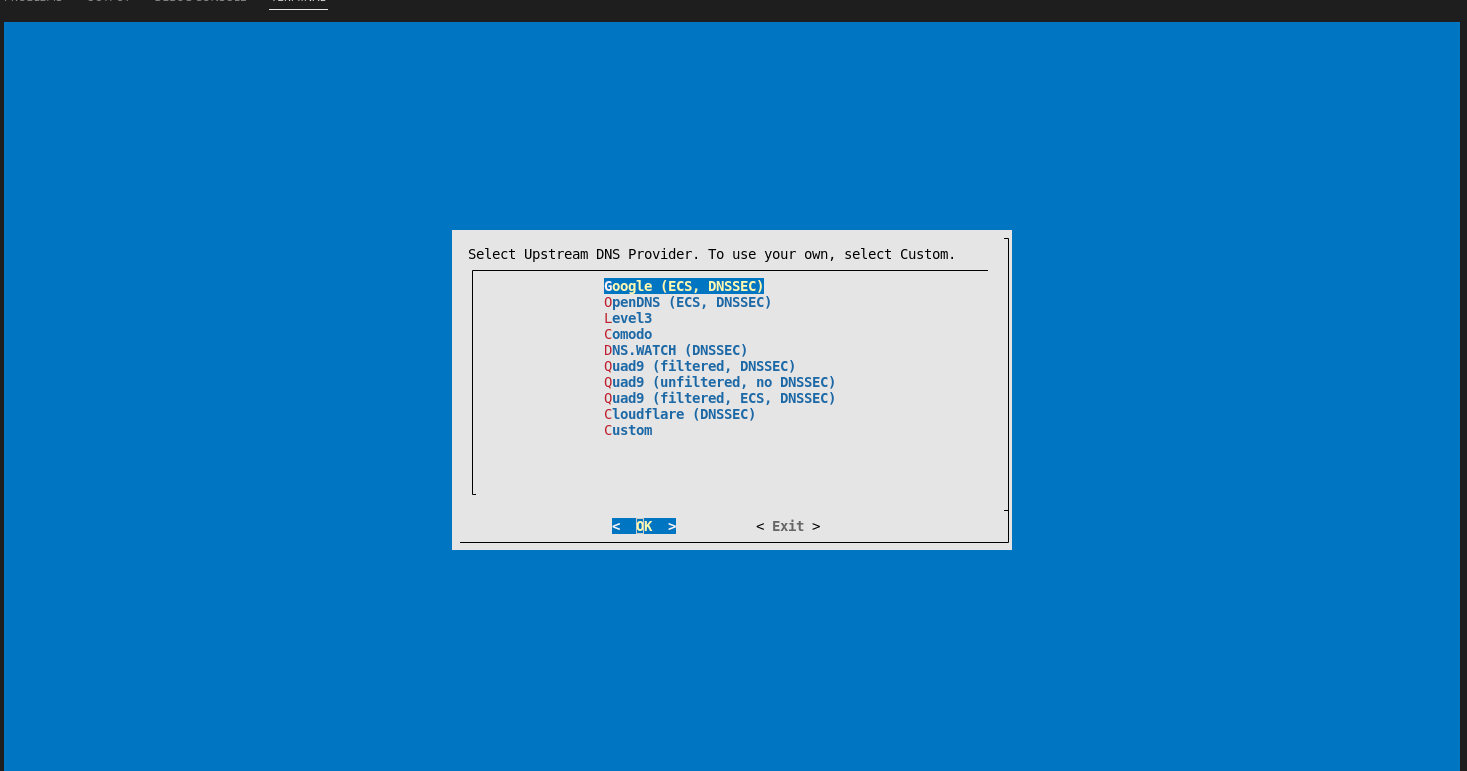 TERMINAL
Select Upstream DNS Provider. To use your own, select Custom.
Google (ECS, DNSSEC)
OpenDNS (ECS, DNSSEC)
Level3
Comodo
DNS.WATCH (DNSSEC)
Quad9 (filtered, DNSSEC)
Quad9 (unfiltered, no DNSSEC)
Quad9 (filtered, ECS, DNSSEC)
Cloudflare (DNSSEC)
Custom
< OK > < Exit >